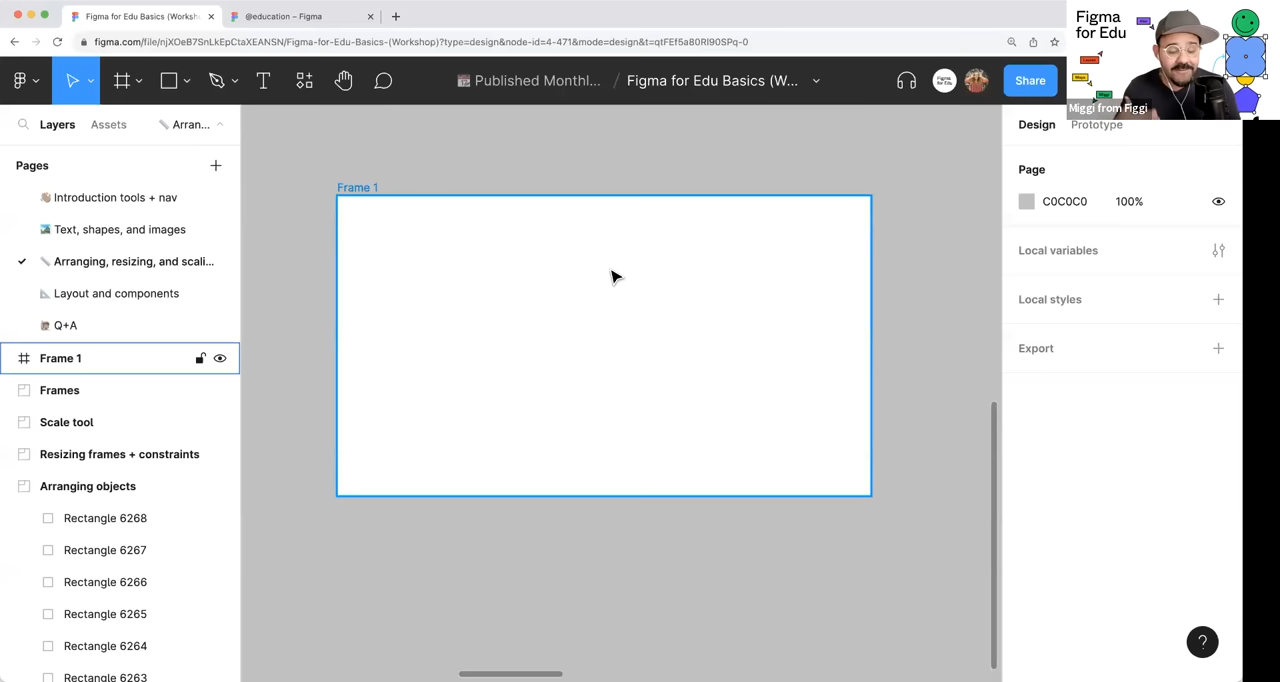 Figma for Edu Basics (Worksh
@education – Figma
figma.com/file/njXOeB7SnLkEpCtaXEANSN/Figma-for-Edu-Basics-(Workshop)?type=design&node-id=4-471&mode=design&t=qtFEf5a80RI90SPq-0
Published Monthl... / Figma for Edu Basics (W...
Share
Figma
for Edu
Miggi from Figgi
Layers
Assets
Arran...
Design
Prototype
Pages
Page
Introduction tools + nav
C0C0C0
100%
Text, shapes, and images
Arranging, resizing, and scali...
Local variables
Layout and components
Local styles
Q+A
Export
Frame 1
Frame 1
Frames
Scale tool
Resizing frames + constraints
Arranging objects
Rectangle 6268
Rectangle 6267
Rectangle 6266
Rectangle 6265
Rectangle 6264
Rectangle 6263
?